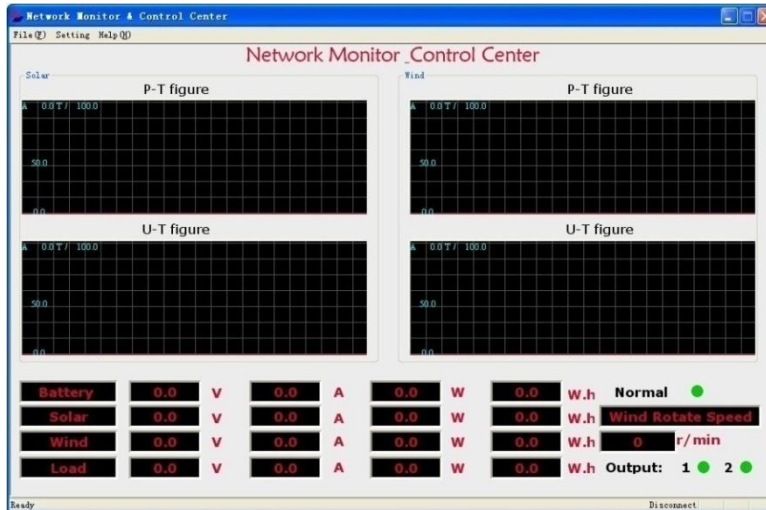 Network Monitor & Control Center
File(F) Setting Help(H)
Network Monitor _Control Center
Solar
P-T figure
A 0.0 T / 100.0
50.0
0.0
U-T figure
A 0.0 T / 100.0
50.0
0.0
Wind
P-T figure
A 0.0 T / 100.0
50.0
0.0
U-T figure
A 0.0 T / 100.0
50.0
0.0
Battery 0.0 V 0.0 A 0.0 W 0.0 W.h Normal
Solar 0.0 V 0.0 A 0.0 W 0.0 W.h Wind Rotate Speed
Wind 0.0 V 0.0 A 0.0 W 0.0 W.h 0 r/min
Load 0.0 V 0.0 A 0.0 W 0.0 W.h Output: 1 2
Ready Disconnect